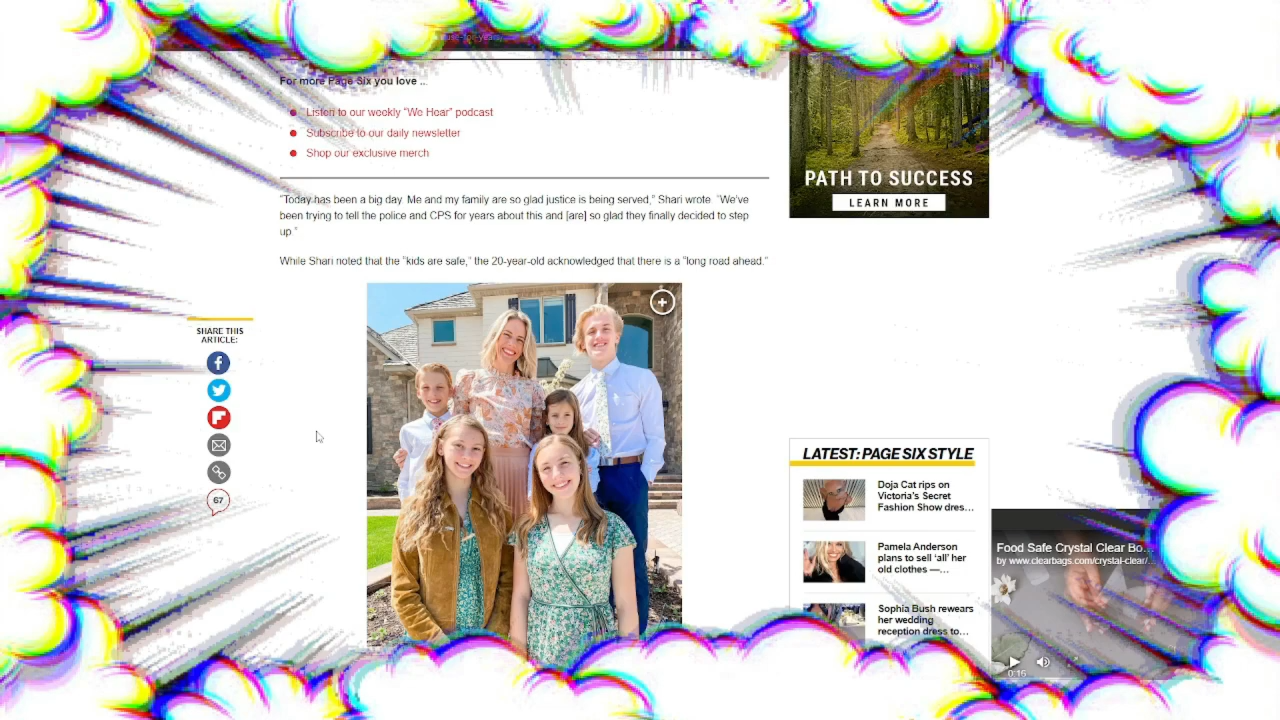 For more Page Six you love ...
Listen to our weekly "We Hear" podcast
Subscribe to our daily newsletter
Shop our exclusive merch
"Today has been a big day. Me and my family are so glad justice is being served," Shari wrote. "We've
been trying to tell the police and CPS for years about this and [are] so glad they finally decided to step
up."
While Shari noted that the "kids are safe," the 20-year-old acknowledged that there is a "long road ahead."
SHARE THIS
ARTICLE:
67
PATH TO SUCCESS
LEARN MORE
LATEST: PAGE SIX STYLE
Doja Cat rips on
Victoria's Secret
Fashion Show dres...
Pamela Anderson
plans to sell 'all' her
old clothes —...
Sophia Bush rewears
her wedding
reception dress to...
Food Safe Crystal Clear Bo...
by www.clearbags.com/crystal-clear/...
0:16